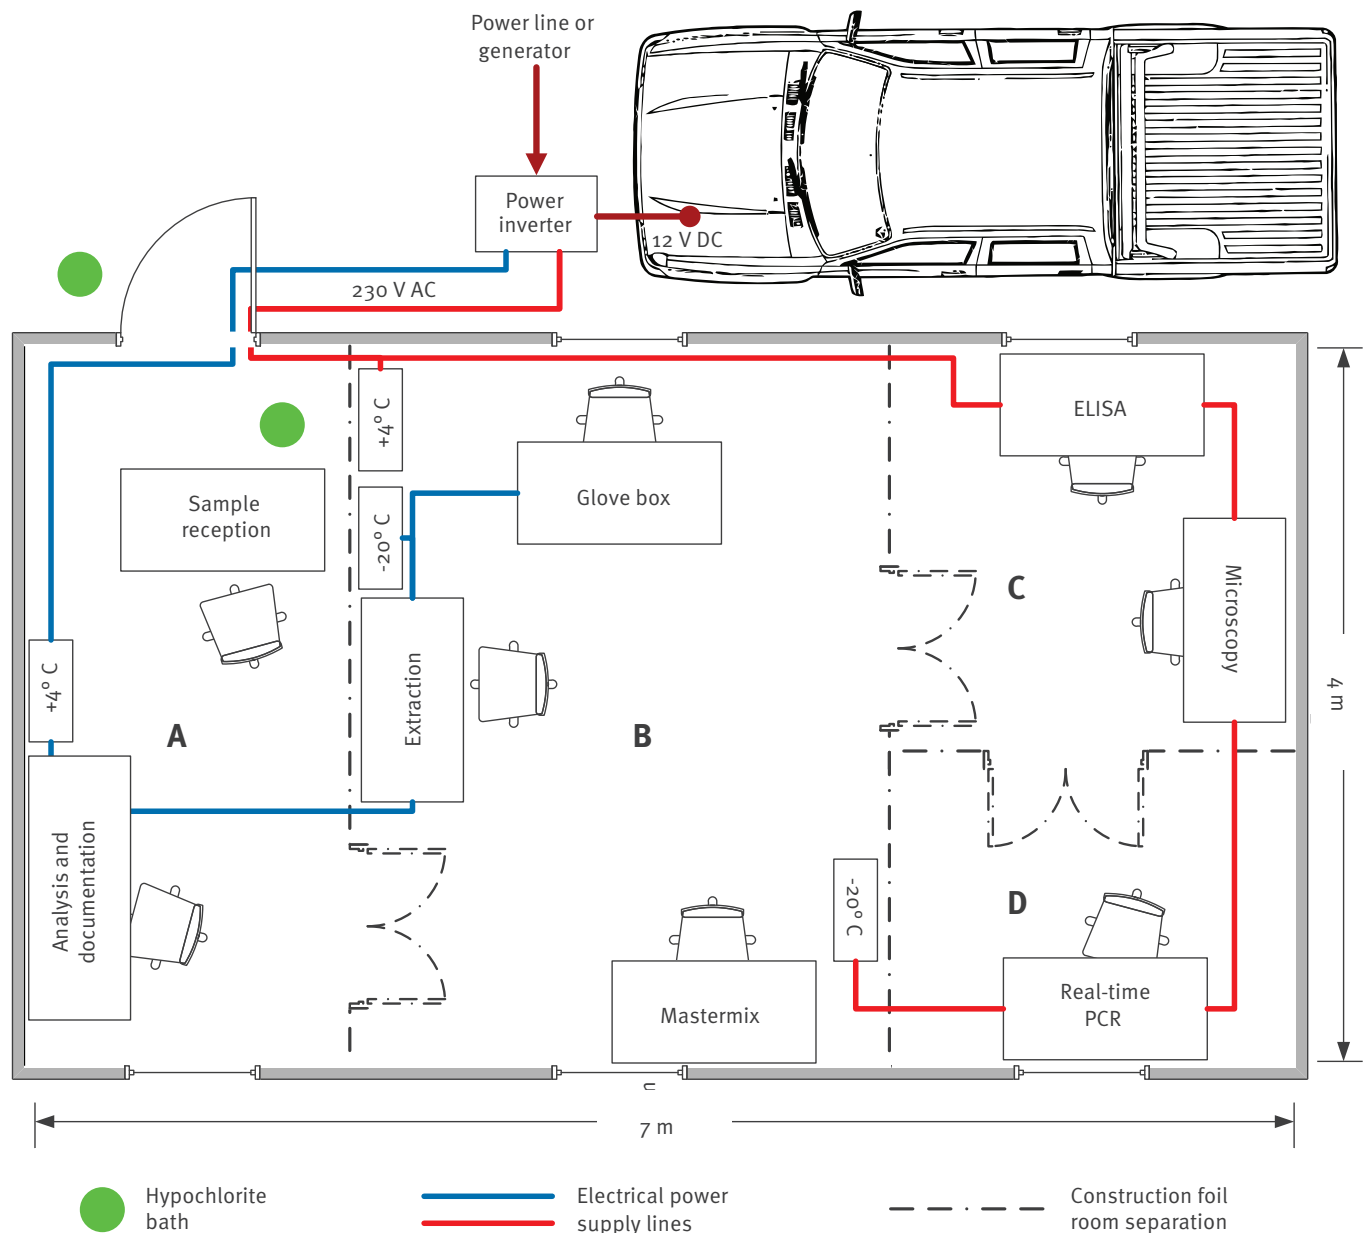 Power line or
generator
Power
inverter
12 V DC
230 V AC
+4° C
ELISA
Sample
reception
-20° C
Glove box
C
Microscopy
+4° C
Extraction
4 m
A
B
Analysis and
documentation
-20° C
D
Mastermix
Real-time
PCR
7 m
Hypochlorite
bath
Electrical power
supply lines
Construction foil
room separation